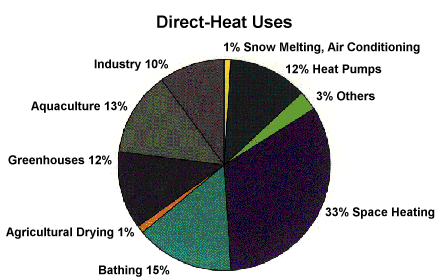 Direct-Heat Uses
1% Snow Melting, Air Conditioning
12% Heat Pumps
3% Others
33% Space Heating
Bathing 15%
Agricultural Drying 1%
Greenhouses 12%
Aquaculture 13%
Industry 10%